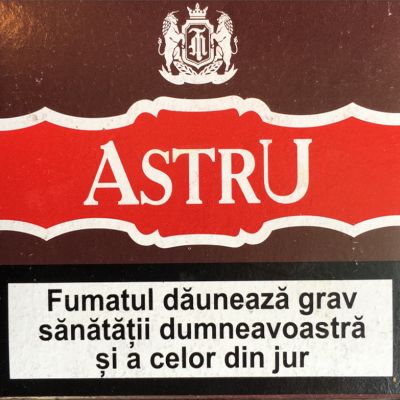 ASTRU
Fumatul dăunează grav
sănătății dumneavoastră
și a celor din jur